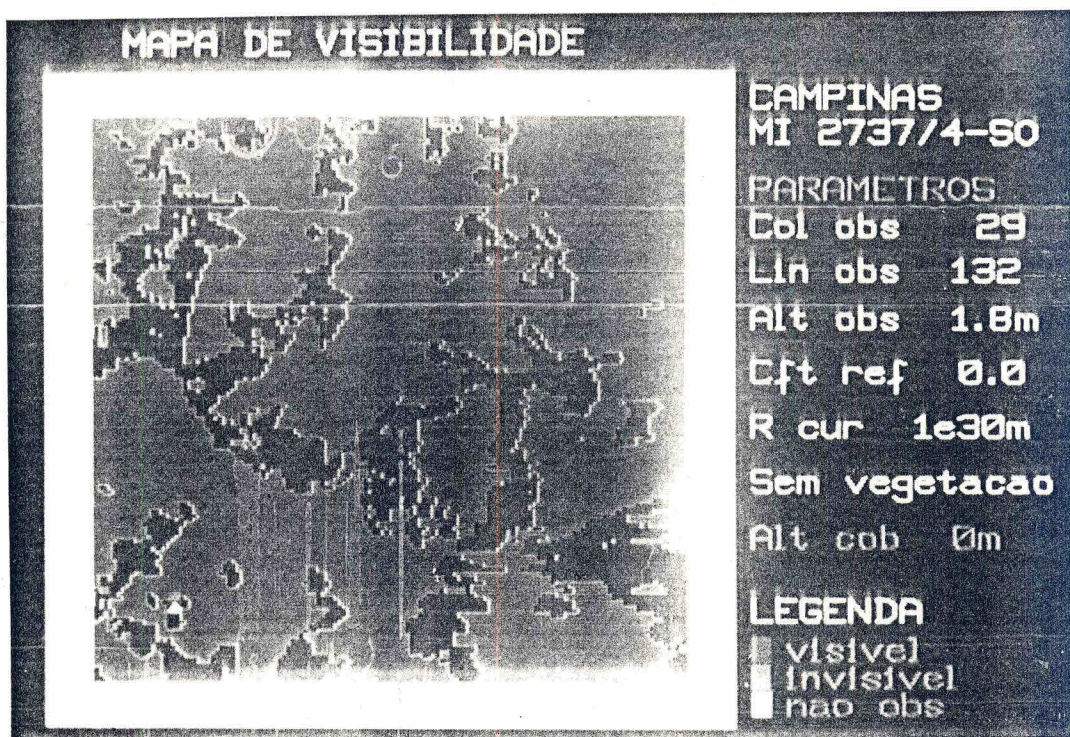 MAPA DE VISIBILIDADE
CAMPINAS
MI 2737/4-SO
PARAMETROS
Col obs 29
Lin obs 132
Alt obs 1.8m
Cft ref 0.0
R cur 1e30m
Sem vegetacao
Alt cob 0m
LEGENDA
visivel
invisivel
nao obs